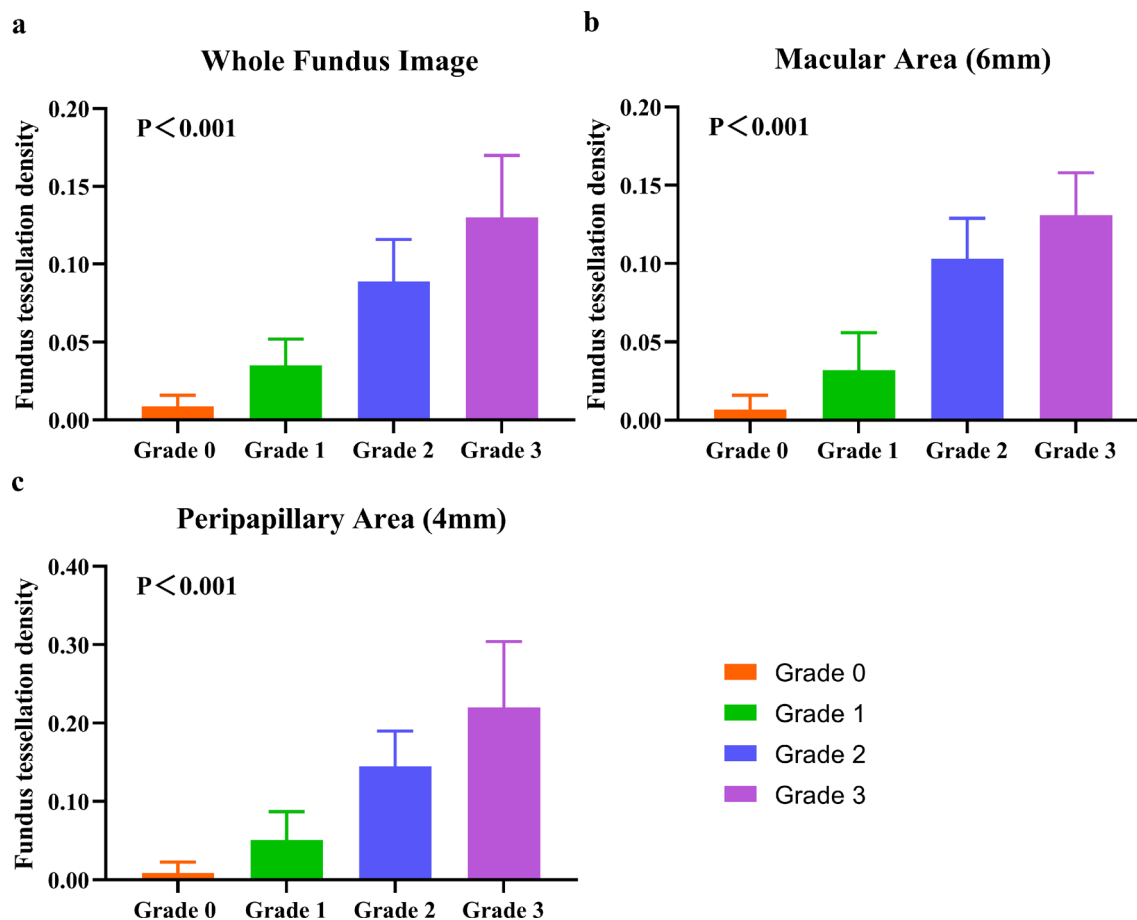 a
Whole Fundus Image
P<0.001
Fundus tessellation density
0.20
0.15
0.10
0.05
0.00
Grade 0 Grade 1 Grade 2 Grade 3
b
Macular Area (6mm)
P<0.001
Fundus tessellation density
0.20
0.15
0.10
0.05
0.00
Grade 0 Grade 1 Grade 2 Grade 3
c
Peripapillary Area (4mm)
P<0.001
Fundus tessellation density
0.40
0.30
0.20
0.10
0.00
Grade 0 Grade 1 Grade 2 Grade 3
Grade 0
Grade 1
Grade 2
Grade 3